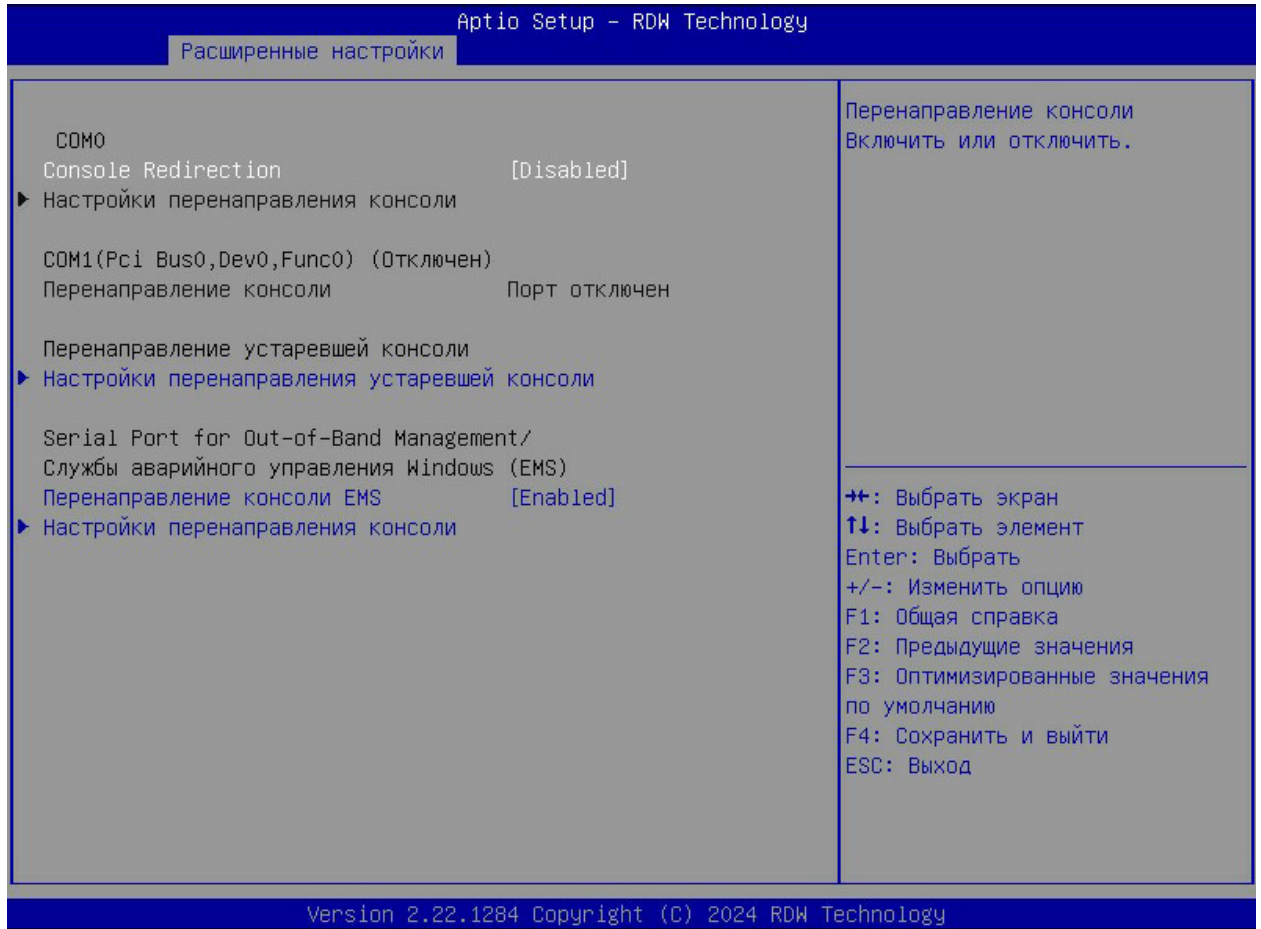 Aptio Setup – RDW Technology
Расширенные настройки
COM0
Console Redirection [Disabled]
Настройки перенаправления консоли
COM1(Pci Bus0,Dev0,Func0) (Отключен)
Перенаправление консоли Порт отключен
Перенаправление устаревшей консоли
Настройки перенаправления устаревшей консоли
Serial Port for Out-of-Band Management/
Службы аварийного управления Windows (EMS)
Перенаправление консоли EMS [Enabled]
Настройки перенаправления консоли
Перенаправление консоли
Включить или отключить.
→←: Выбрать экран
↑↓: Выбрать элемент
Enter: Выбрать
+/-: Изменить опцию
F1: Общая справка
F2: Предыдущие значения
F3: Оптимизированные значения
по умолчанию
F4: Сохранить и выйти
ESC: Выход
Version 2.22.1284 Copyright (C) 2024 RDW Technology